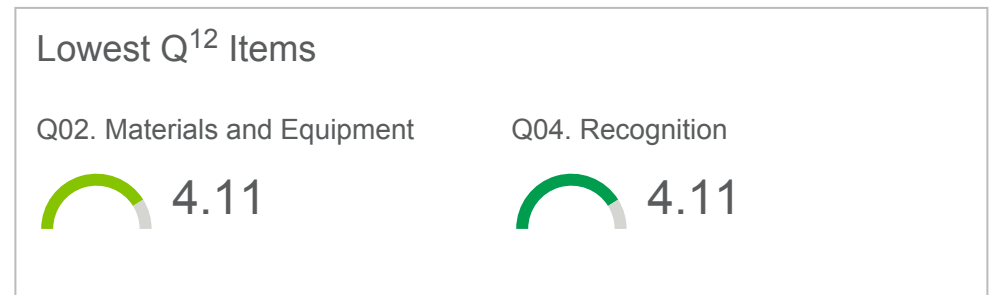 Lowest Q12 Items
Q02. Materials and Equipment
Q04. Recognition
4.11
4.11